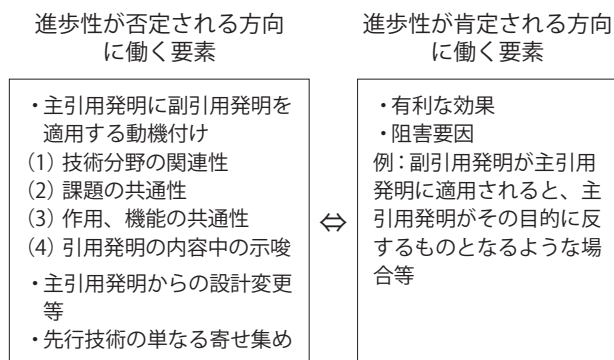 進歩性が否定される方向
に働く要素
・主引用発明に副引用発明を
適用する動機付け
(1) 技術分野の関連性
(2) 課題の共通性
(3) 作用、機能の共通性
(4) 引用発明の内容中の示唆
・主引用発明からの設計変更
等
・先行技術の単なる寄せ集め
⇔
進歩性が肯定される方向
に働く要素
・有利な効果
・阻害要因
例：副引用発明が主引用
発明に適用されると、主
引用発明がその目的に反
するものとなるような場
合等